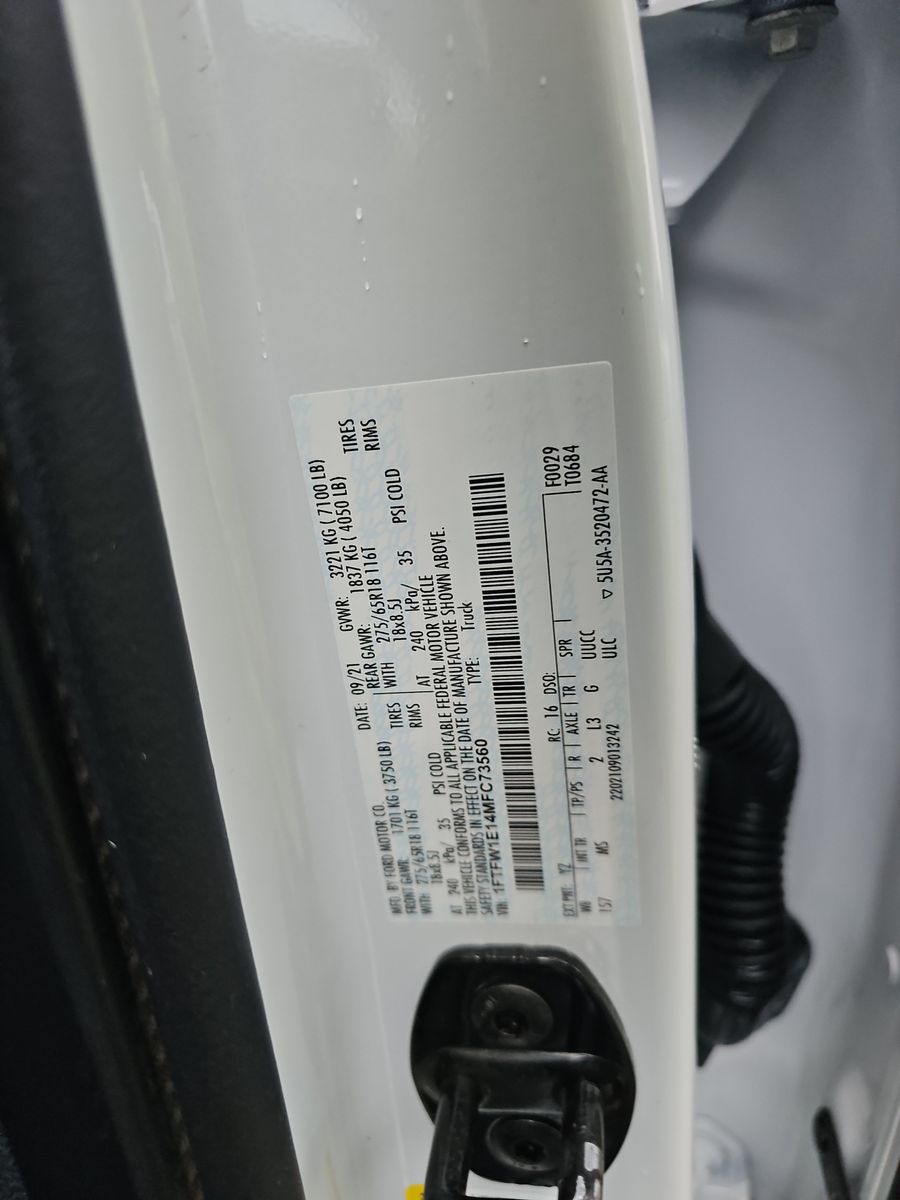 MFD. BY FORD MOTOR CO. DATE: 09/21 GVWR: 3221 KG ( 7100 LB)
FRONT GAWR: 1701 KG ( 3750 LB) REAR GAWR: 1837 KG ( 4050 LB)
WITH 275/65R18 116T TIRES WITH 275/65R18 116T TIRES
18x8.5J RIMS 18x8.5J RIMS
AT 240 kPa/ 35 PSI COLD AT 240 kPa/ 35 PSI COLD
THIS VEHICLE CONFORMS TO ALL APPLICABLE FEDERAL MOTOR VEHICLE
SAFETY STANDARDS IN EFFECT ON THE DATE OF MANUFACTURE SHOWN ABOVE.
VIN: 1FTFW1E14MFC73560 TYPE: Truck
EXT PNT: YZ RC: 16 DSO: F0029
WB INT TR TP/PS R AXLE TR SPR T0684
157 MS 2 L3 G UUCC
2202109013242 ULC ▽ 5U5A-3520472-AA